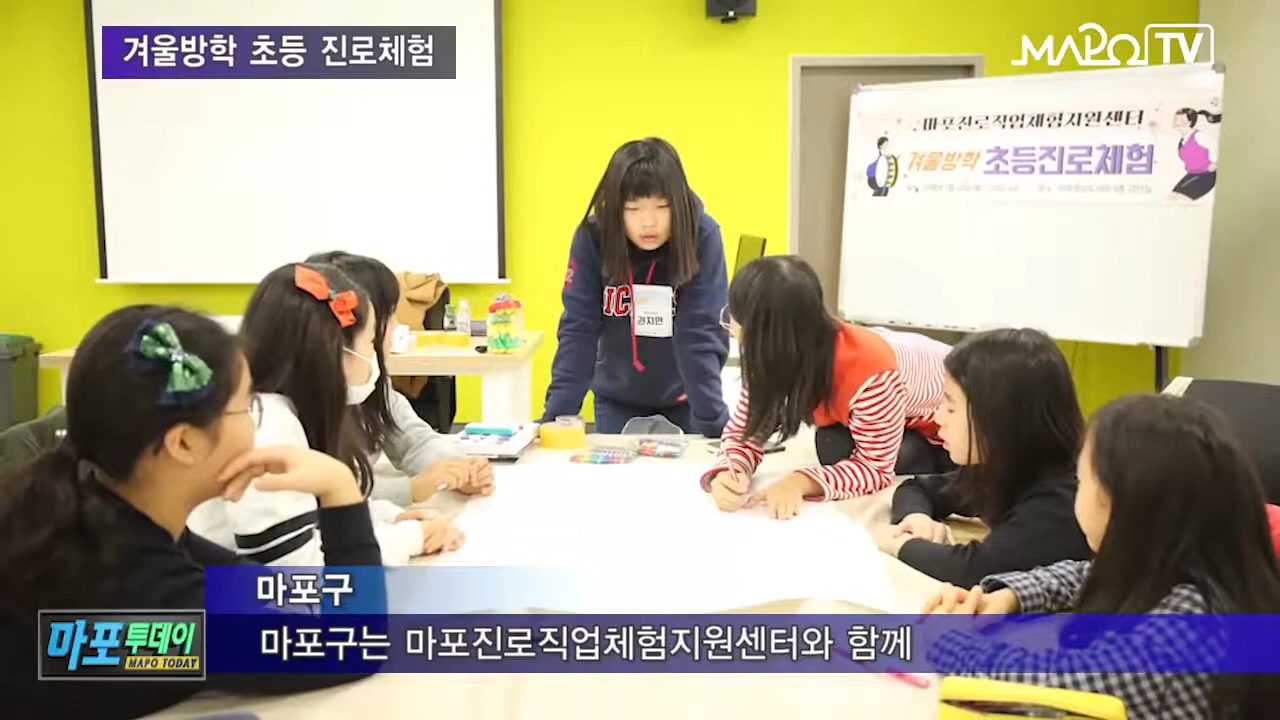 겨울방학 초등 진로체험
MAPO TV
마포진로직업체험지원센터
겨울방학 초등진로체험
권지민
마포구
마포구는 마포진로직업체험지원센터와 함께
마포 투데이
MAPO TODAY